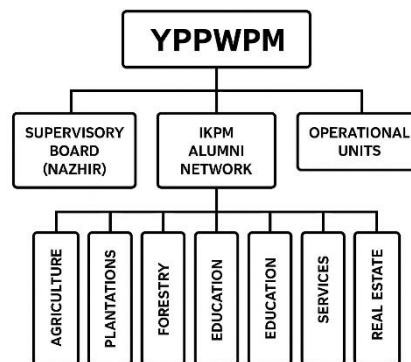 YPPWPM
SUPERVISORY
BOARD
(NAZHIR)
IKPM
ALUMNI
NETWORK
OPERATIONAL
UNITS
AGRICULTURE
PLANTATIONS
FORESTRY
EDUCATION
EDUCATION
SERVICES
REAL ESTATE